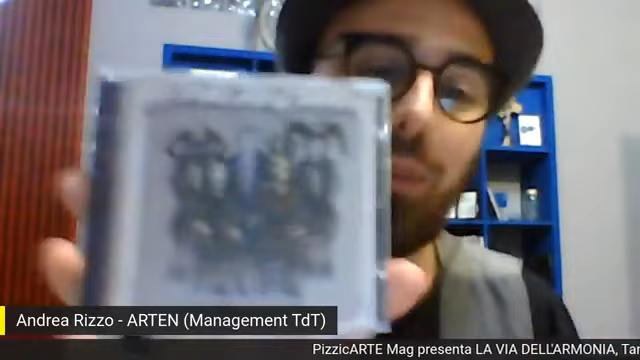 Andrea Rizzo - ARTEN (Management TdT)
PizzicARTE Mag presenta LA VIA DELL'ARMONIA, Tar